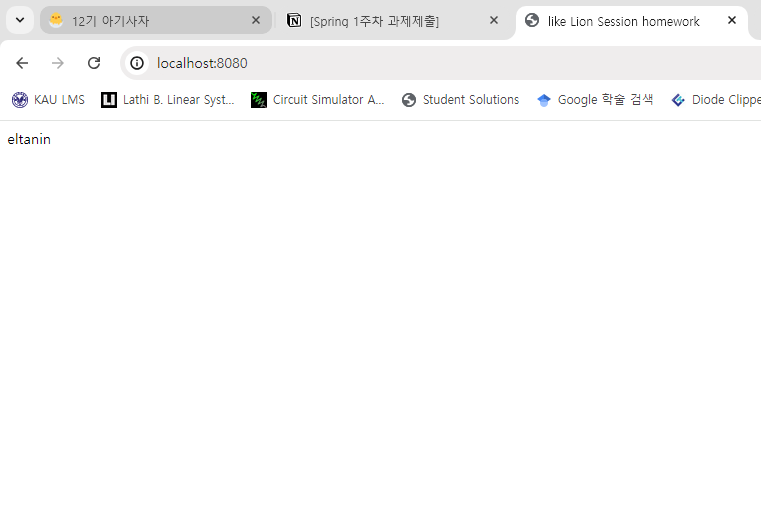 12기 아기사자
[Spring 1주차 과제제출]
like Lion Session homework
localhost:8080
KAU LMS
Lathi B. Linear Syst...
Circuit Simulator A...
Student Solutions
Google 학술 검색
Diode Clippe
eltanin